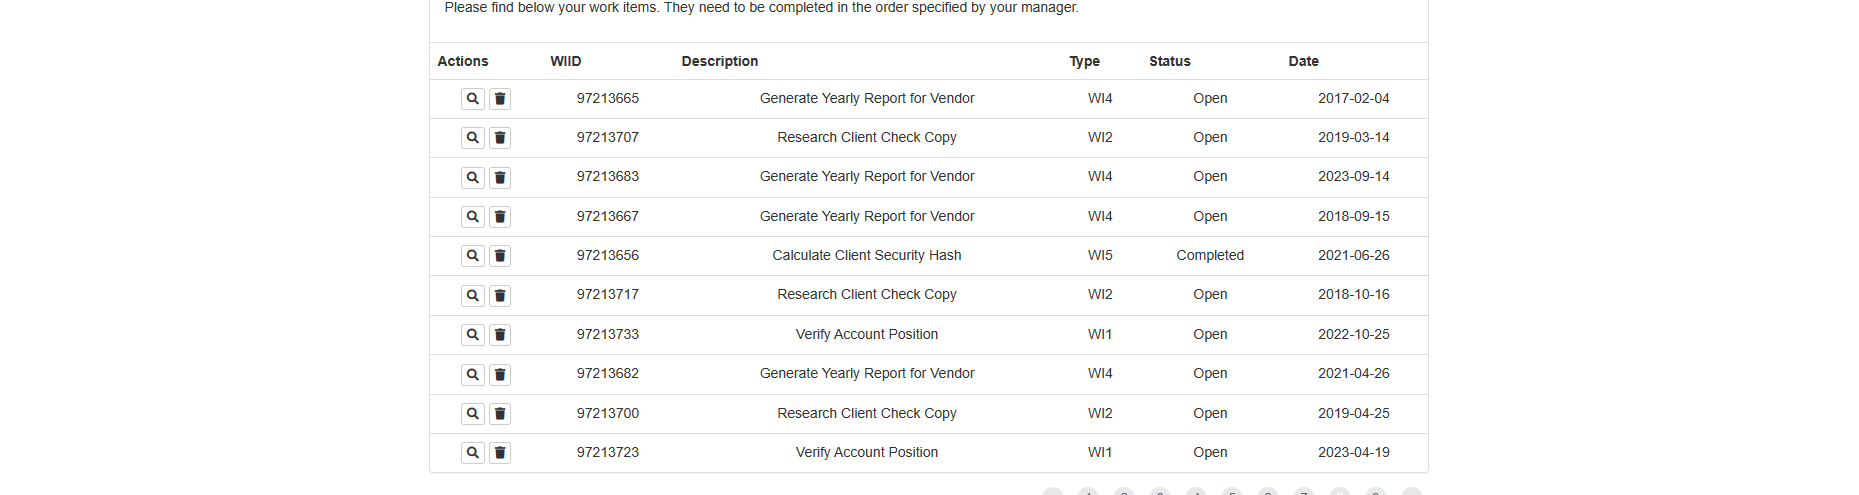 Please find below your work items. They need to be completed in the order specified by your manager.
Actions WIID Description Type Status Date
97213665 Generate Yearly Report for Vendor WI4 Open 2017-02-04
97213707 Research Client Check Copy WI2 Open 2019-03-14
97213683 Generate Yearly Report for Vendor WI4 Open 2023-09-14
97213667 Generate Yearly Report for Vendor WI4 Open 2018-09-15
97213656 Calculate Client Security Hash WI5 Completed 2021-06-26
97213717 Research Client Check Copy WI2 Open 2018-10-16
97213733 Verify Account Position WI1 Open 2022-10-25
97213682 Generate Yearly Report for Vendor WI4 Open 2021-04-26
97213700 Research Client Check Copy WI2 Open 2019-04-25
97213723 Verify Account Position WI1 Open 2023-04-19